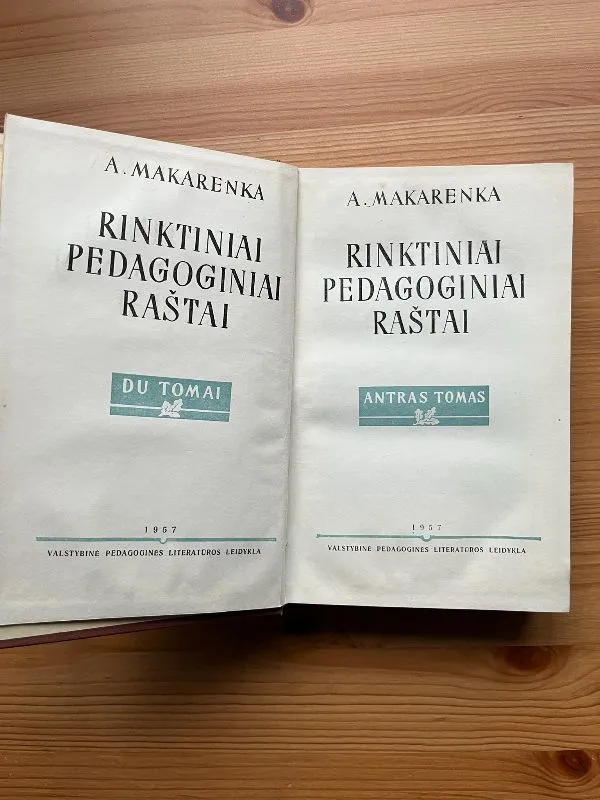 A. MAKARENKA
RINKTINIAI
PEDAGOGINIAI
RAŠTAI
DU TOMAI
1957
VALSTYBINĖ PEDAGOGINĖS LITERATŪROS LEIDYKLA
A. MAKARENKA
RINKTINIAI
PEDAGOGINIAI
RAŠTAI
ANTRAS TOMAS
1957
VALSTYBINĖ PEDAGOGINĖS LITERATŪROS LEIDYKLA